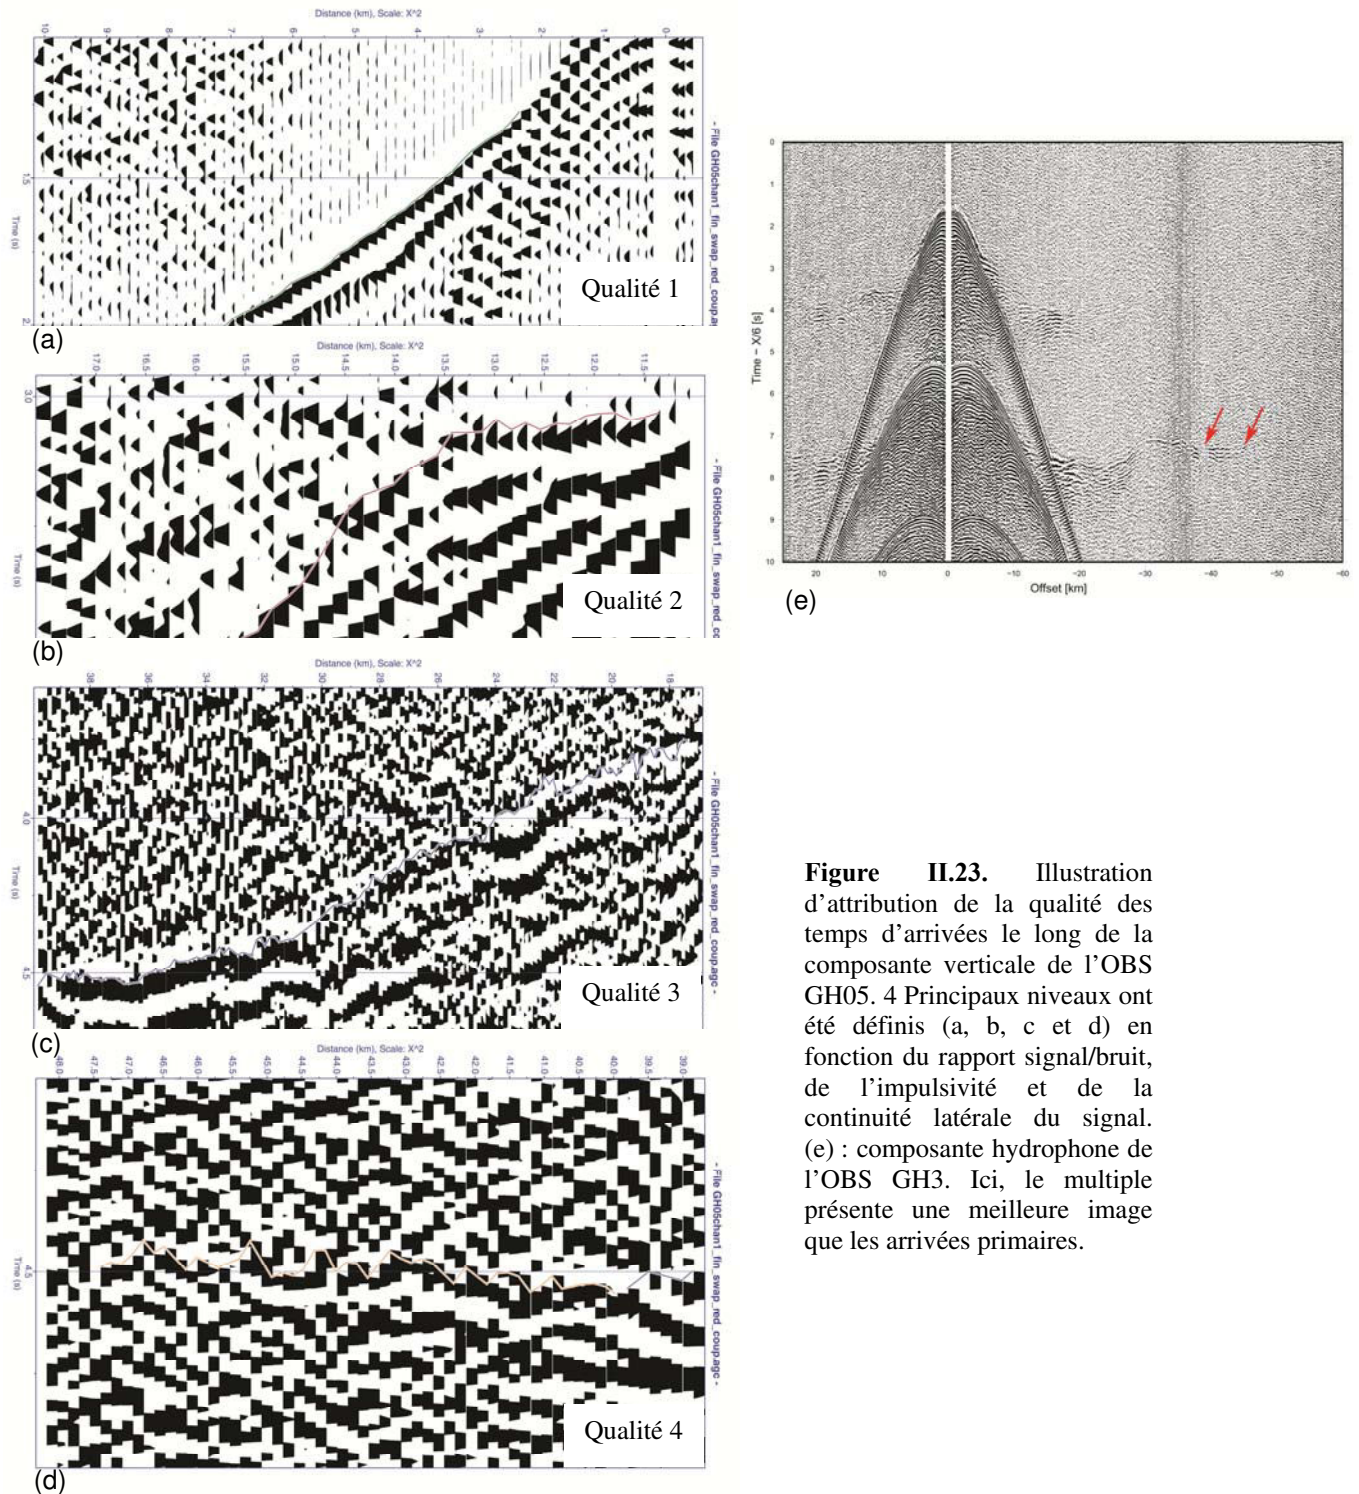 Distance (km), Scale: X^2
10 9 8 7 6 5 4 3 2 1 0
1.5
2.
Time (s)
- File GH05chan1_fin_swap_red_coup.ag
Qualité 1
(a)
Distance (km), Scale: X^2
17.0 16.5 16.0 15.5 15.0 14.5 14.0 13.5 13.0 12.5 12.0 11.5
3.0
Time (s)
- File GH05chan1_fin_swap_red_co
Qualité 2
(b)
Distance (km), Scale: X^2
38 36 34 32 30 28 26 24 22 20 18
4.0
4.5
Time (s)
- File GH05chan1_fin_swap_red_coup.agc -
Qualité 3
(c)
Distance (km), Scale: X^2
48.0 47.5 47.0 46.5 46.0 45.5 45.0 44.5 44.0 43.5 43.0 42.5 42.0 41.5 41.0 40.5 40.0 39.5 39.0
4.5
Time (s)
- File GH05chan1_fin_swap_red_coup.agc -
Qualité 4
(d)
Time − X/6 [s]
0
1
2
3
4
5
6
7
8
9
10
20 10 0 −10 −20 −30 −40 −50 −60
Offset [km]
(e)
Figure II.23. Illustration
d'attribution de la qualité des
temps d'arrivées le long de la
composante verticale de l'OBS
GH05. 4 Principaux niveaux ont
été définis (a, b, c et d) en
fonction du rapport signal/bruit,
de l'impulsivité et de la
continuité latérale du signal.
(e) : composante hydrophone de
l'OBS GH3. Ici, le multiple
présente une meilleure image
que les arrivées primaires.